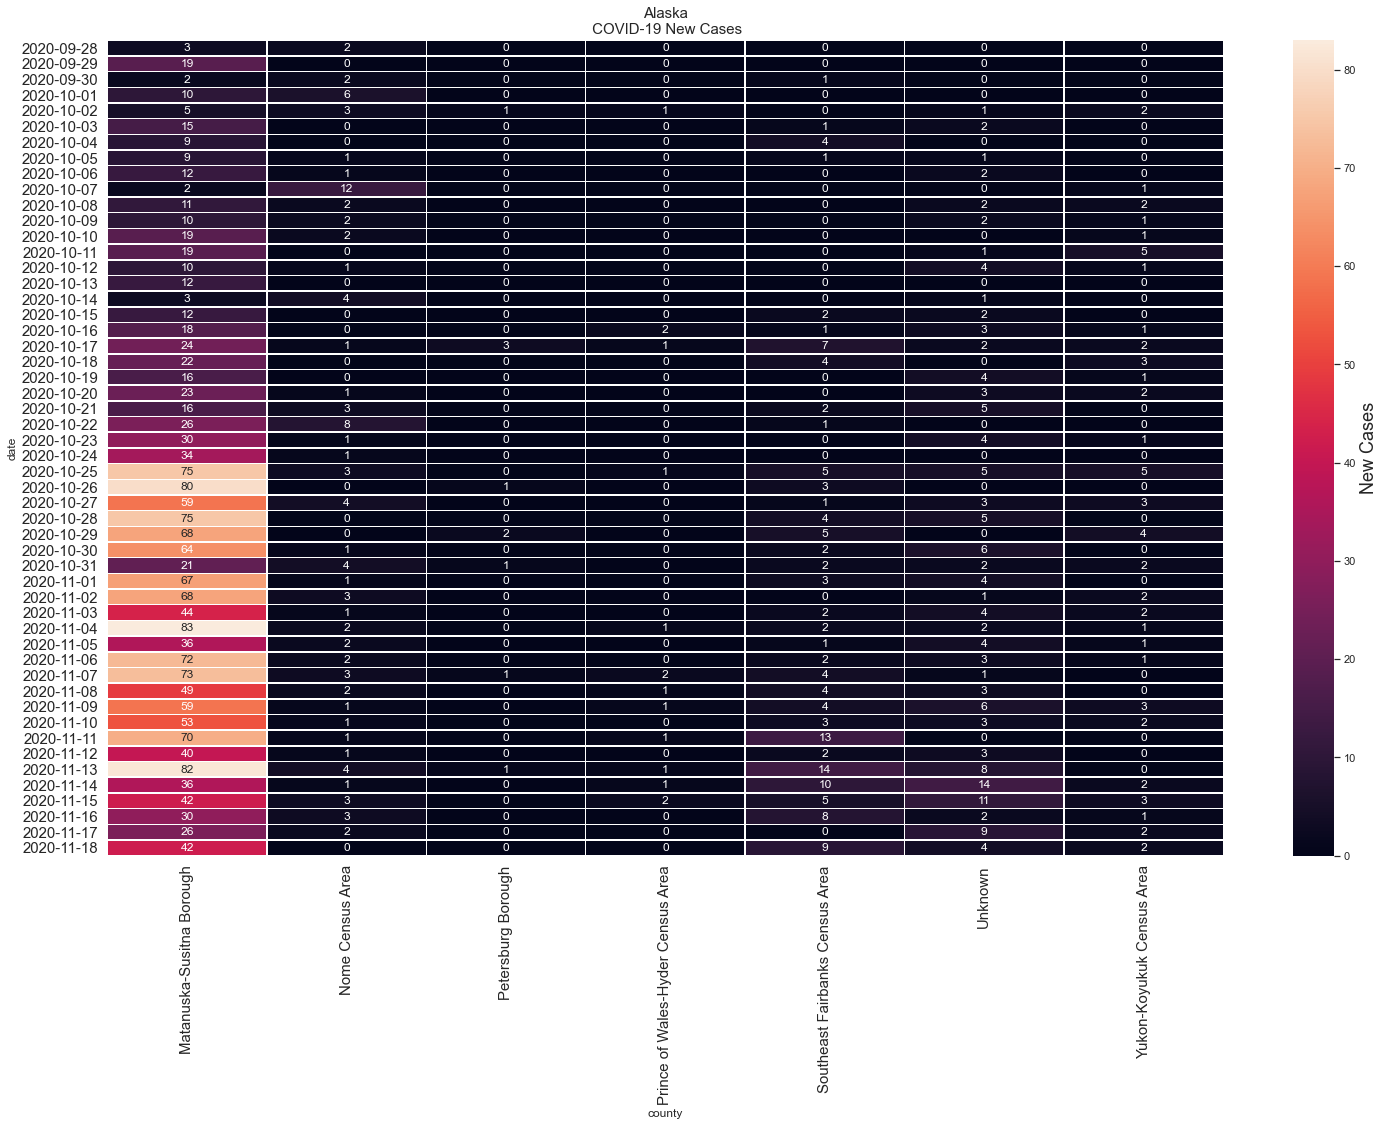 Alaska
COVID-19 New Cases
2020-09-28 3 2 0 0 0 0 0
2020-09-29 19 0 0 0 0 0 0
2020-09-30 2 2 0 0 1 0 0
2020-10-01 10 6 0 0 0 0 0
2020-10-02 5 3 1 1 0 1 2
2020-10-03 15 0 0 0 1 2 0
2020-10-04 9 0 0 0 4 0 0
2020-10-05 9 1 0 0 1 1 0
2020-10-06 12 1 0 0 0 2 0
2020-10-07 2 12 0 0 0 0 1
2020-10-08 11 2 0 0 0 2 2
2020-10-09 10 2 0 0 0 2 1
2020-10-10 19 2 0 0 0 0 1
2020-10-11 19 0 0 0 0 1 5
2020-10-12 10 1 0 0 0 4 1
2020-10-13 12 0 0 0 0 0 0
2020-10-14 3 4 0 0 0 1 0
2020-10-15 12 0 0 0 2 2 0
2020-10-16 18 0 0 2 1 3 1
2020-10-17 24 1 3 1 7 2 2
2020-10-18 22 0 0 0 4 0 3
2020-10-19 16 0 0 0 0 4 1
2020-10-20 23 1 0 0 0 3 2
2020-10-21 16 3 0 0 2 5 0
2020-10-22 26 8 0 0 1 0 0
2020-10-23 30 1 0 0 0 4 1
2020-10-24 34 1 0 0 0 0 0
2020-10-25 75 3 0 1 5 5 5
2020-10-26 80 0 1 0 3 0 0
2020-10-27 59 4 0 0 1 3 3
2020-10-28 75 0 0 0 4 5 0
2020-10-29 68 0 2 0 5 0 4
2020-10-30 64 1 0 0 2 6 0
2020-10-31 21 4 1 0 2 2 2
2020-11-01 67 1 0 0 3 4 0
2020-11-02 68 3 0 0 0 1 2
2020-11-03 44 1 0 0 2 4 2
2020-11-04 83 2 0 1 2 2 1
2020-11-05 36 2 0 0 1 4 1
2020-11-06 72 2 0 0 2 3 1
2020-11-07 73 3 1 2 4 1 0
2020-11-08 49 2 0 1 4 3 0
2020-11-09 59 1 0 1 4 6 3
2020-11-10 53 1 0 0 3 3 2
2020-11-11 70 1 0 1 13 0 0
2020-11-12 40 1 0 0 2 3 0
2020-11-13 82 4 1 1 14 8 0
2020-11-14 36 1 0 1 10 14 2
2020-11-15 42 3 0 2 5 11 3
2020-11-16 30 3 0 0 8 2 1
2020-11-17 26 2 0 0 0 9 2
2020-11-18 42 0 0 0 9 4 2
date
Matanuska-Susitna Borough
Nome Census Area
Petersburg Borough
Prince of Wales-Hyder Census Area
Southeast Fairbanks Census Area
Unknown
Yukon-Koyukuk Census Area
county
80
70
60
50
40
30
20
10
0
New Cases